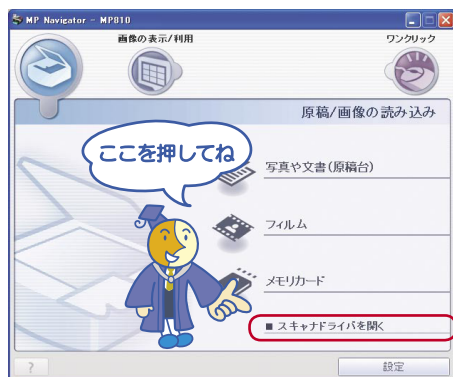 MP Navigator - MP810
画像の表示/利用
ワンクリック
原稿/画像の読み込み
ここを押してね
写真や文書(原稿台)
フィルム
メモリカード
■ スキャナドライバを開く
?
設定